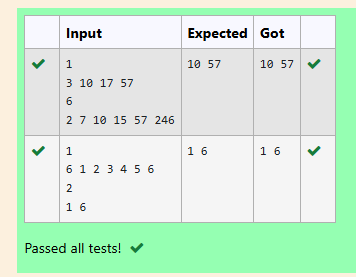 Input Expected Got
1 10 57 10 57
3 10 17 57
6
2 7 10 15 57 246
1 1 6 1 6
6 1 2 3 4 5 6
2
1 6
Passed all tests!